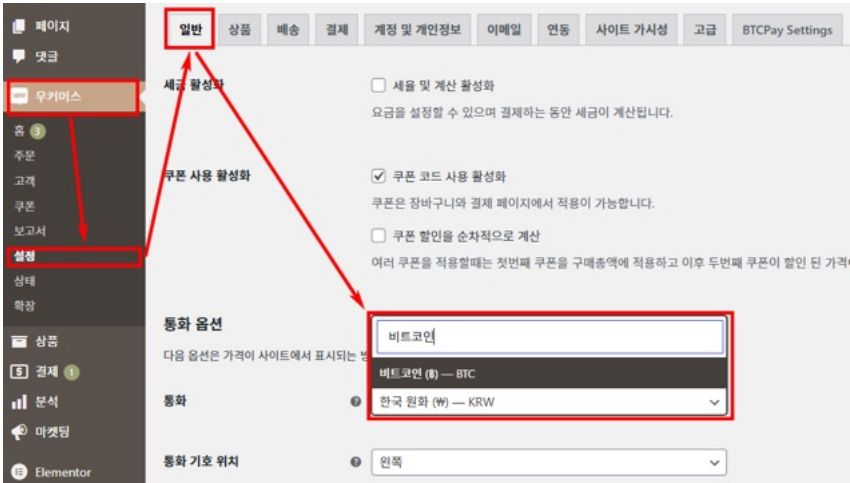 페이지
댓글
우커머스
홈 3
주문
고객
쿠폰
보고서
설정
상태
확장
상품
결제 1
분석
마켓팅
Elementor
일반 상품 배송 결제 계정 및 개인정보 이메일 연동 사이트 가시성 고급 BTCPay Settings
세금 활성화
세율 및 계산 활성화
요금을 설정할 수 있으며 결제하는 동안 세금이 계산됩니다.
쿠폰 사용 활성화
쿠폰 코드 사용 활성화
쿠폰은 장바구니와 결제 페이지에서 적용이 가능합니다.
쿠폰 할인을 순차적으로 계산
여러 쿠폰을 적용할때는 첫번째 쿠폰을 구매총액에 적용하고 이후 두번째 쿠폰이 할인 된 가격
통화 옵션
다음 옵션은 가격이 사이트에서 표시되는
비트코인
비트코인 (฿) — BTC
통화
한국 원화 (₩) — KRW
통화 기호 위치
왼쪽